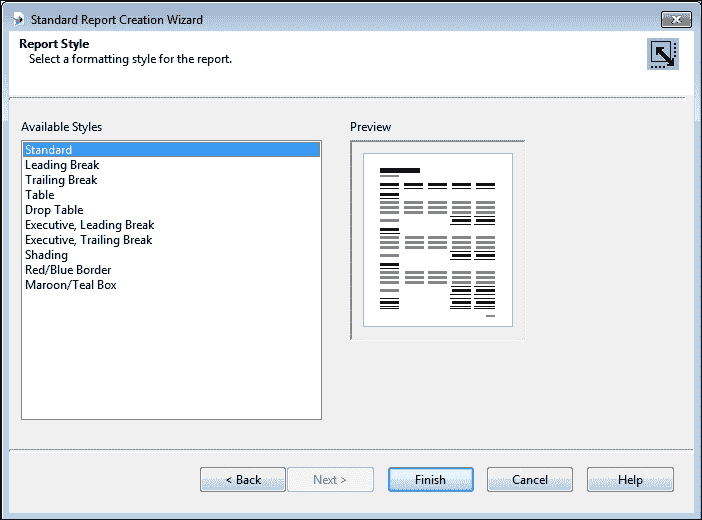 Standard Report Creation Wizard
Report Style
Select a formatting style for the report.
Available Styles
Preview
Standard
Leading Break
Trailing Break
Table
Drop Table
Executive, Leading Break
Executive, Trailing Break
Shading
Red/Blue Border
Maroon/Teal Box
< Back
Next >
Finish
Cancel
Help